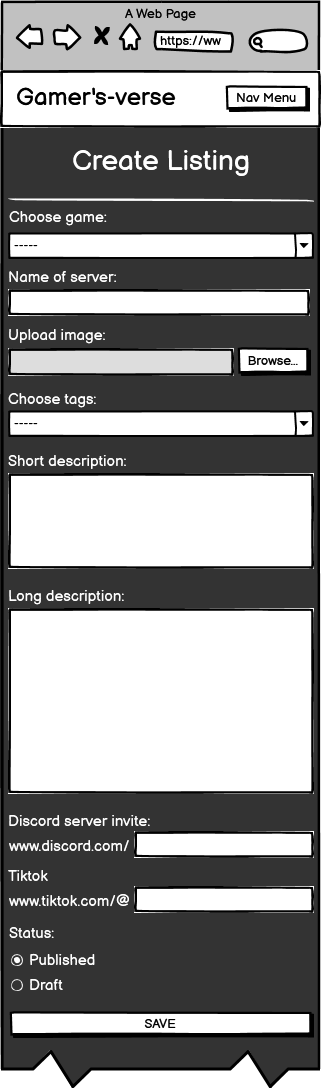 A Web Page
https://ww
Gamer's-verse
Nav Menu
Create Listing
Choose game:
-----
Name of server:
Upload image:
Browse...
Choose tags:
-----
Short description:
Long description:
Discord server invite:
www.discord.com/
Tiktok
www.tiktok.com/@
Status:
Published
Draft
SAVE